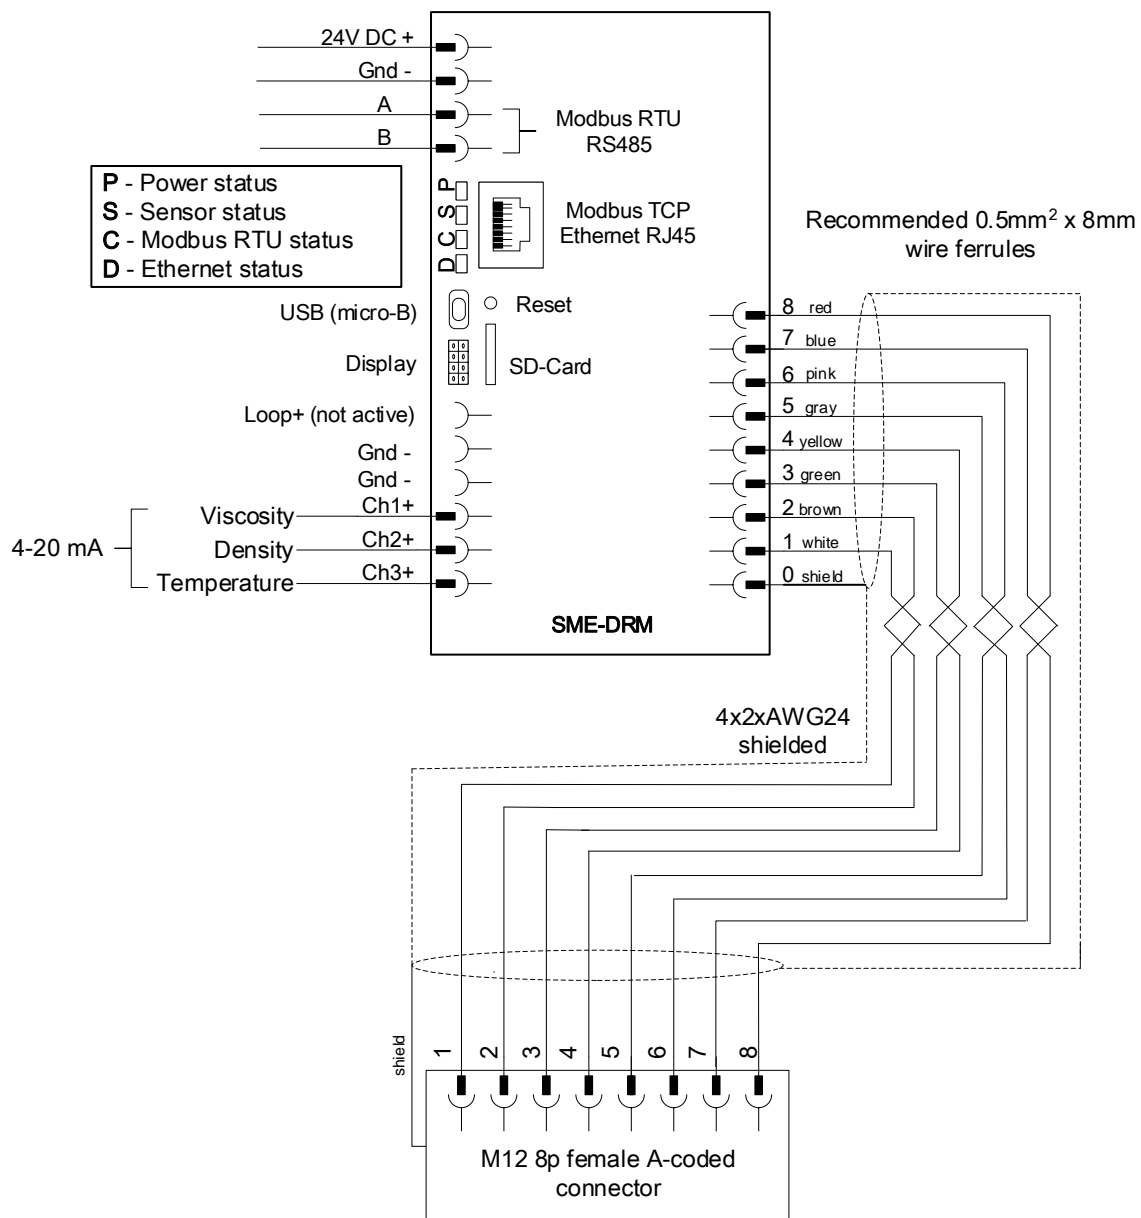 24V DC +
Gnd -
A
B
Modbus RTU
RS485
P - Power status
S - Sensor status
C - Modbus RTU status
D - Ethernet status
P
S
C
D
Modbus TCP
Ethernet RJ45
Recommended 0.5mm² x 8mm
wire ferrules
USB (micro-B)
Reset
Display
SD-Card
Loop+ (not active)
Gnd -
Gnd -
4-20 mA
Viscosity
Ch1+
Density
Ch2+
Temperature
Ch3+
8 red
7 blue
6 pink
5 gray
4 yellow
3 green
2 brown
1 white
0 shield
SME-DRM
4x2xAWG24
shielded
shield
1
2
3
4
5
6
7
8
M12 8p female A-coded
connector